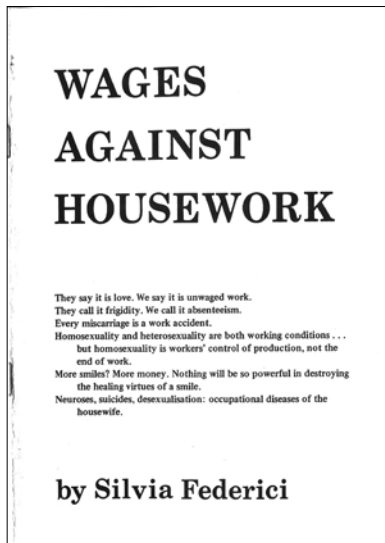 WAGES
AGAINST
HOUSEWORK
They say it is love. We say it is unwaged work.
They call it frigidity. We call it absenteeism.
Every miscarriage is a work accident.
Homosexuality and heterosexuality are both working conditions . . .
but homosexuality is workers' control of production, not the
end of work.
More smiles? More money. Nothing will be so powerful in destroying
the healing virtues of a smile.
Neuroses, suicides, desexualisation: occupational diseases of the
housewife.
by Silvia Federici